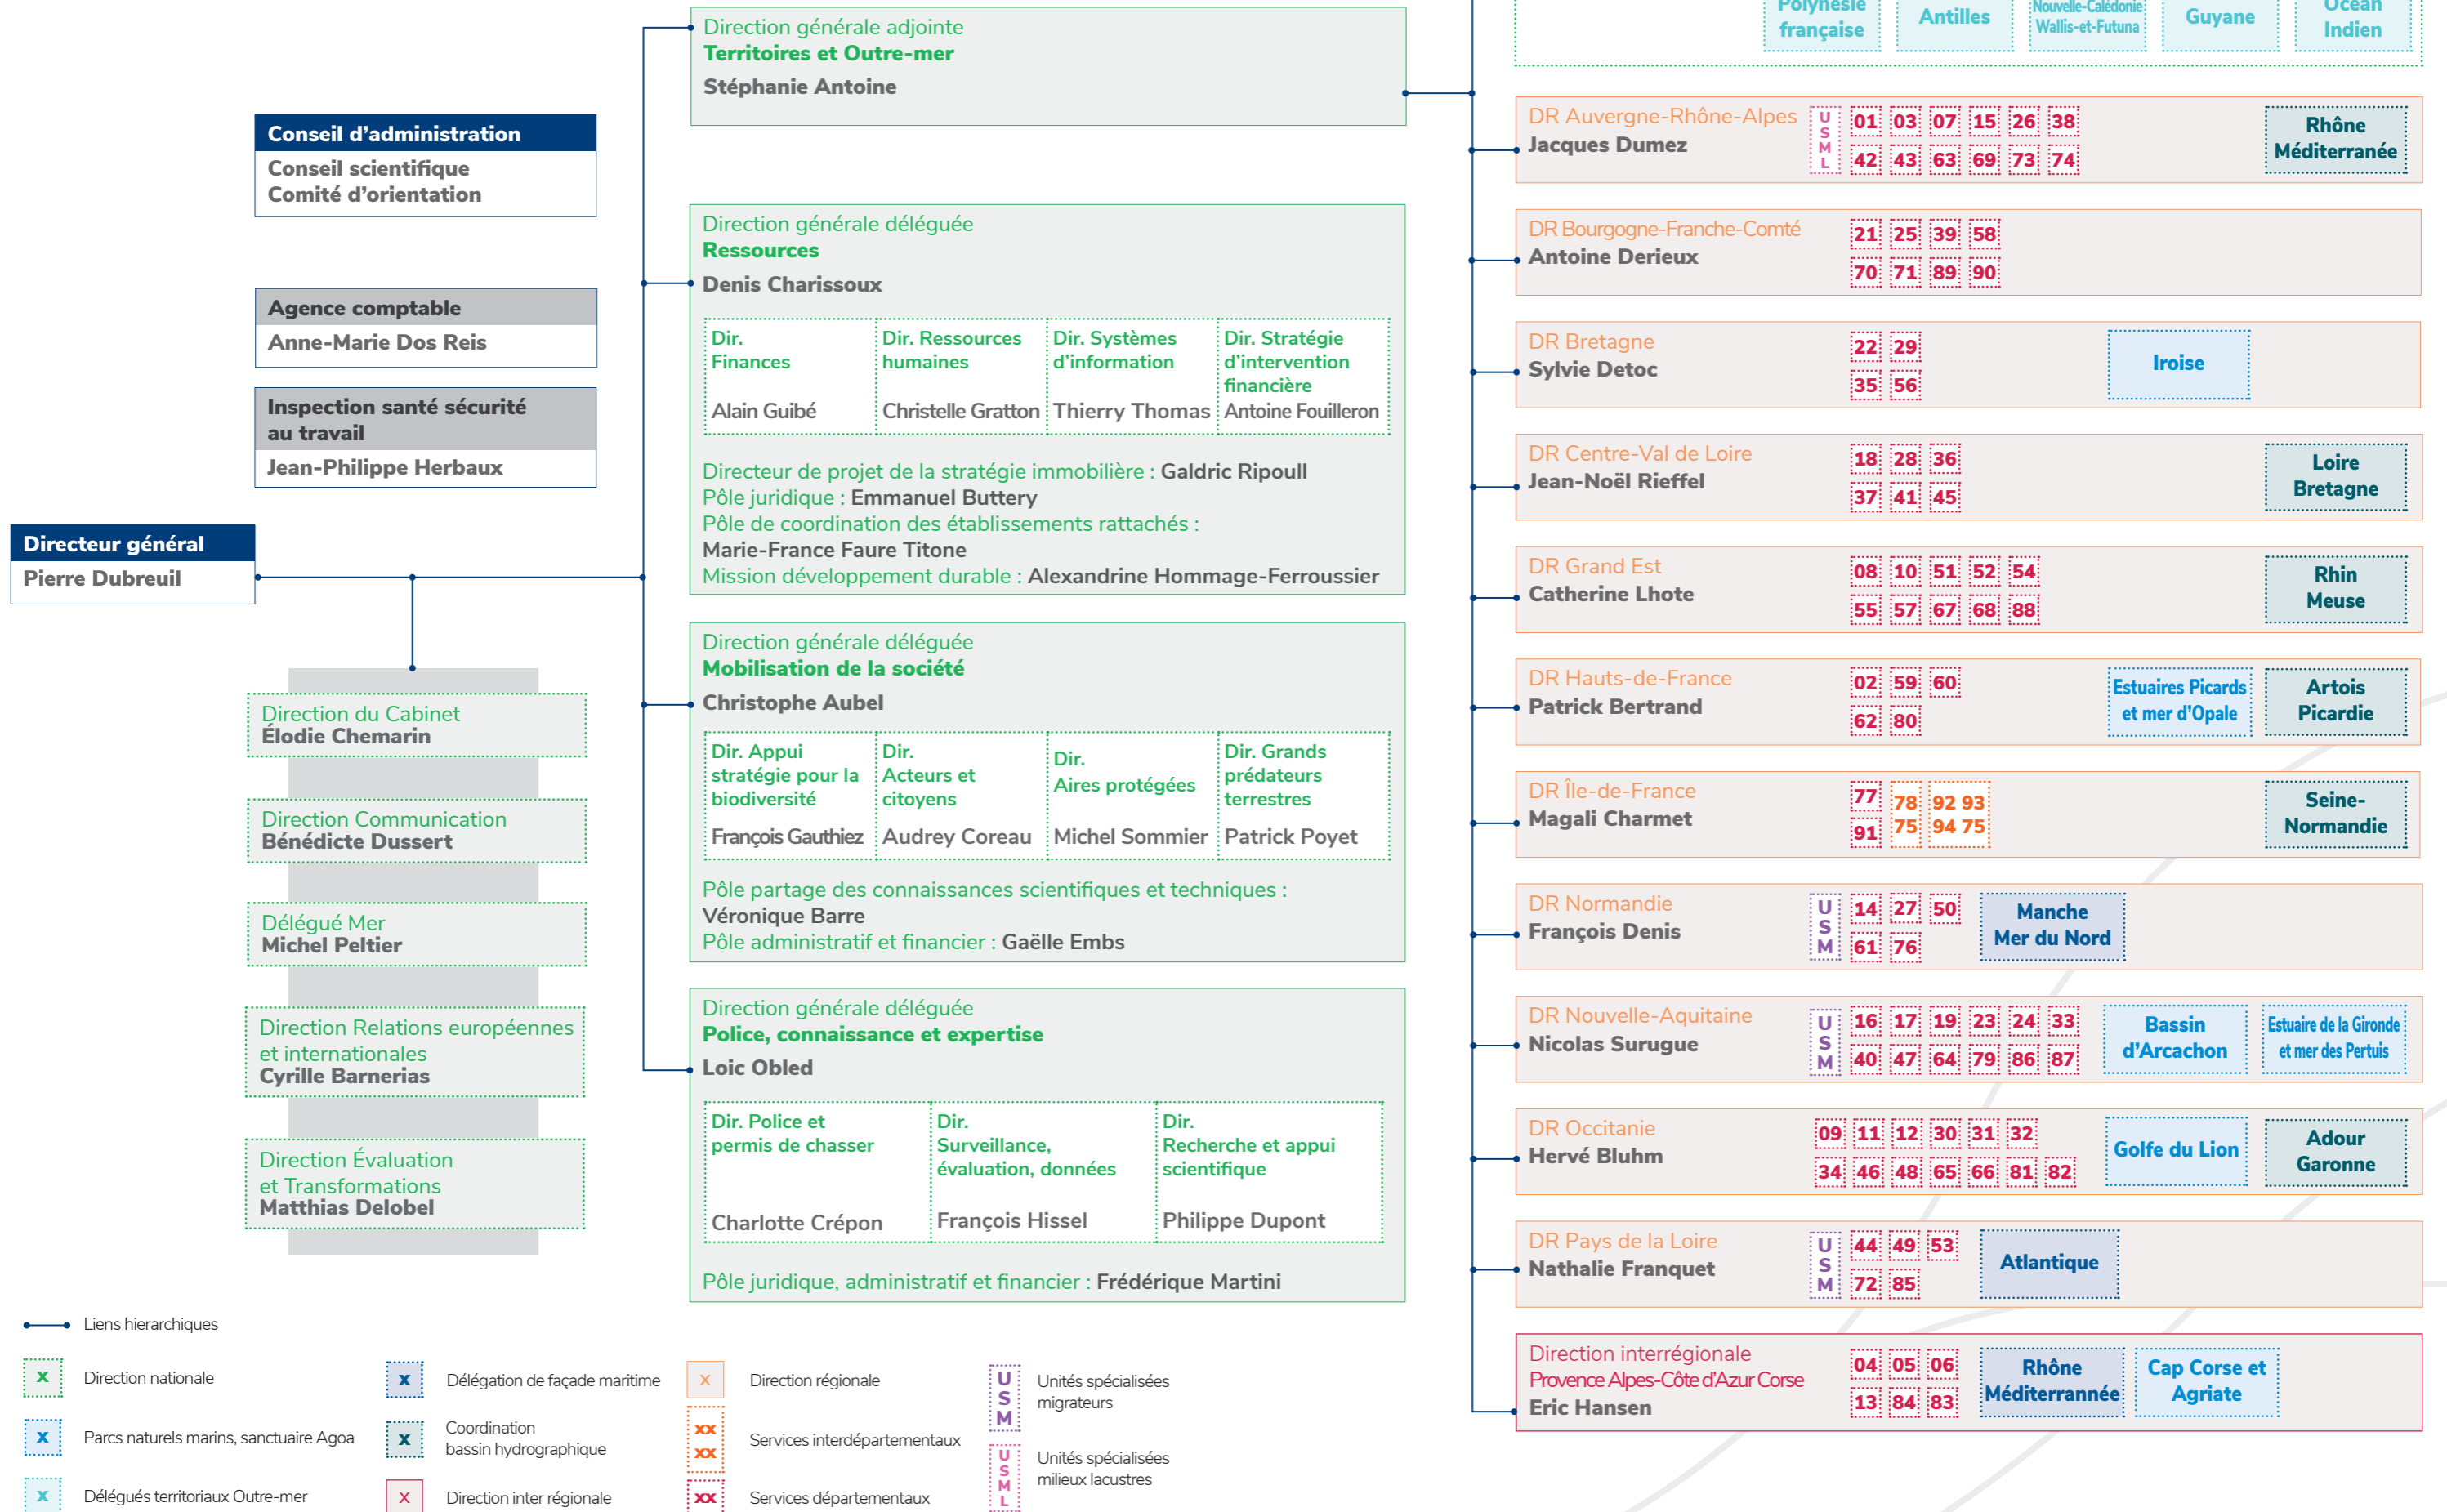 Direction générale adjointe
Territoires et Outre-mer
Stéphanie Antoine
Conseil d'administration
Conseil scientifique
Comité d'orientation
Agence comptable
Anne-Marie Dos Reis
Inspection santé sécurité
au travail
Jean-Philippe Herbaux
Directeur général
Pierre Dubreuil
Direction du Cabinet
Élodie Chemarin
Direction Communication
Bénédicte Dussert
Délégué Mer
Michel Peltier
Direction Relations européennes
et internationales
Cyrille Barnerias
Direction Évaluation
et Transformations
Matthias Delobel
Direction générale déléguée
Ressources
Denis Charissoux
Dir.
Finances
Alain Guibé
Dir. Ressources
humaines
Christelle Gratton
Dir. Systèmes
d'information
Thierry Thomas
Dir. Stratégie
d'intervention
financière
Antoine Fouilleron
Directeur de projet de la stratégie immobilière : Galdric Ripoull
Pôle juridique : Emmanuel Buttery
Pôle de coordination des établissements rattachés :
Marie-France Faure Titone
Mission développement durable : Alexandrine Hommage-Ferroussier
Direction générale déléguée
Mobilisation de la société
Christophe Aubel
Dir. Appui
stratégie pour la
biodiversité
François Gauthiez
Dir.
Acteurs et
citoyens
Audrey Coreau
Dir.
Aires protégées
Michel Sommier
Dir. Grands
prédateurs
terrestres
Patrick Poyet
Pôle partage des connaissances scientifiques et techniques :
Véronique Barre
Pôle administratif et financier : Gaëlle Embs
Direction générale déléguée
Police, connaissance et expertise
Loic Obled
Dir. Police et
permis de chasser
Charlotte Crépon
Dir.
Surveillance,
évaluation, données
François Hissel
Dir.
Recherche et appui
scientifique
Philippe Dupont
Pôle juridique, administratif et financier : Frédérique Martini
Polynésie
française
Antilles
Nouvelle-Calédonie
Wallis-et-Futuna
Guyane
Océan
Indien
DR Auvergne-Rhône-Alpes
Jacques Dumez
USML
01 03 07 15 26 38
42 43 63 69 73 74
Rhône
Méditerranée
DR Bourgogne-Franche-Comté
Antoine Derieux
21 25 39 58
70 71 89 90
DR Bretagne
Sylvie Detoc
22 29
35 56
Iroise
DR Centre-Val de Loire
Jean-Noël Rieffel
18 28 36
37 41 45
Loire
Bretagne
DR Grand Est
Catherine Lhote
08 10 51 52 54
55 57 67 68 88
Rhin
Meuse
DR Hauts-de-France
Patrick Bertrand
02 59 60
62 80
Estuaires Picards
et mer d'Opale
Artois
Picardie
DR Île-de-France
Magali Charmet
77
91
78
75
92 93
94 75
Seine-
Normandie
DR Normandie
François Denis
USM
14 27 50
61 76
Manche
Mer du Nord
DR Nouvelle-Aquitaine
Nicolas Surugue
USM
16 17 19 23 24 33
40 47 64 79 86 87
Bassin
d'Arcachon
Estuaire de la Gironde
et mer des Pertuis
DR Occitanie
Hervé Bluhm
09 11 12 30 31 32
34 46 48 65 66 81 82
Golfe du Lion
Adour
Garonne
DR Pays de la Loire
Nathalie Franquet
USM
44 49 53
72 85
Atlantique
Direction interrégionale
Provence Alpes-Côte d'Azur Corse
Eric Hansen
04 05 06
13 84 83
Rhône
Méditerrannée
Cap Corse et
Agriate
Liens hierarchiques
x Direction nationale
x Parcs naturels marins, sanctuaire Agoa
x Délégués territoriaux Outre-mer
x Délégation de façade maritime
x Coordination
bassin hydrographique
x Direction inter régionale
x Direction régionale
xx
xx
Services interdépartementaux
xx Services départementaux
USM
Unités spécialisées
migrateurs
USML
Unités spécialisées
milieux lacustres